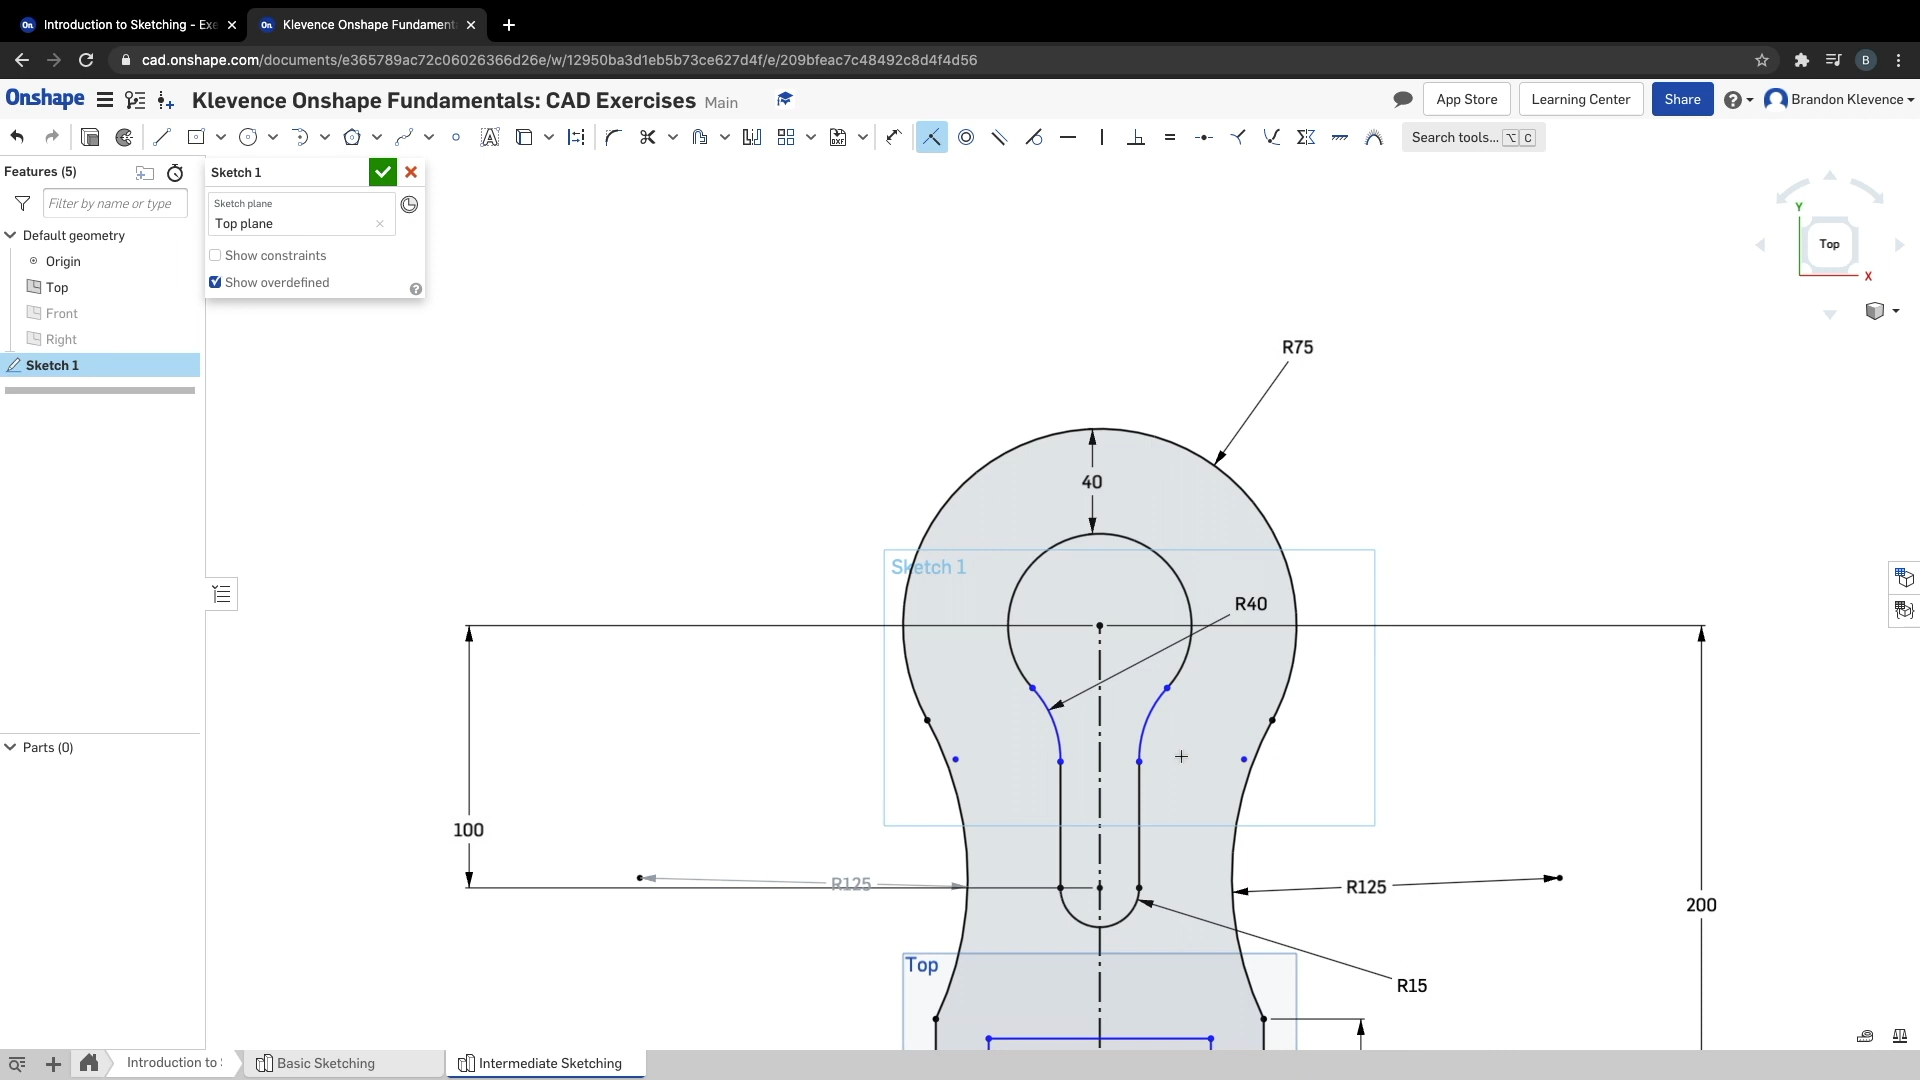 Introduction to Sketching - Exe
Klevence Onshape Fundament
cad.onshape.com/documents/e365789ac72c06026366d26e/w/12950ba3d1eb5b73ce627d4f/e/209bfeac7c48492c8d4f4d56
B
Onshape
Klevence Onshape Fundamentals: CAD Exercises Main
App Store
Learning Center
Share
Brandon Klevence
Search tools... ⌥ C
Features (5)
Filter by name or type
Default geometry
Origin
Top
Front
Right
Sketch 1
Parts (0)
Sketch 1
Sketch plane
Top plane
Show constraints
Show overdefined
Y
Top
X
R75
40
Sketch 1
R40
100
R125
R125
200
Top
R15
Introduction to
Basic Sketching
Intermediate Sketching